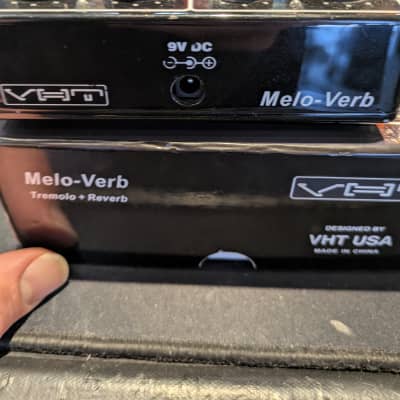 9V DC
- +
VHT
Melo-Verb
Melo-Verb
Tremolo + Reverb
VHT
DESIGNED BY
VHT USA
MADE IN CHINA